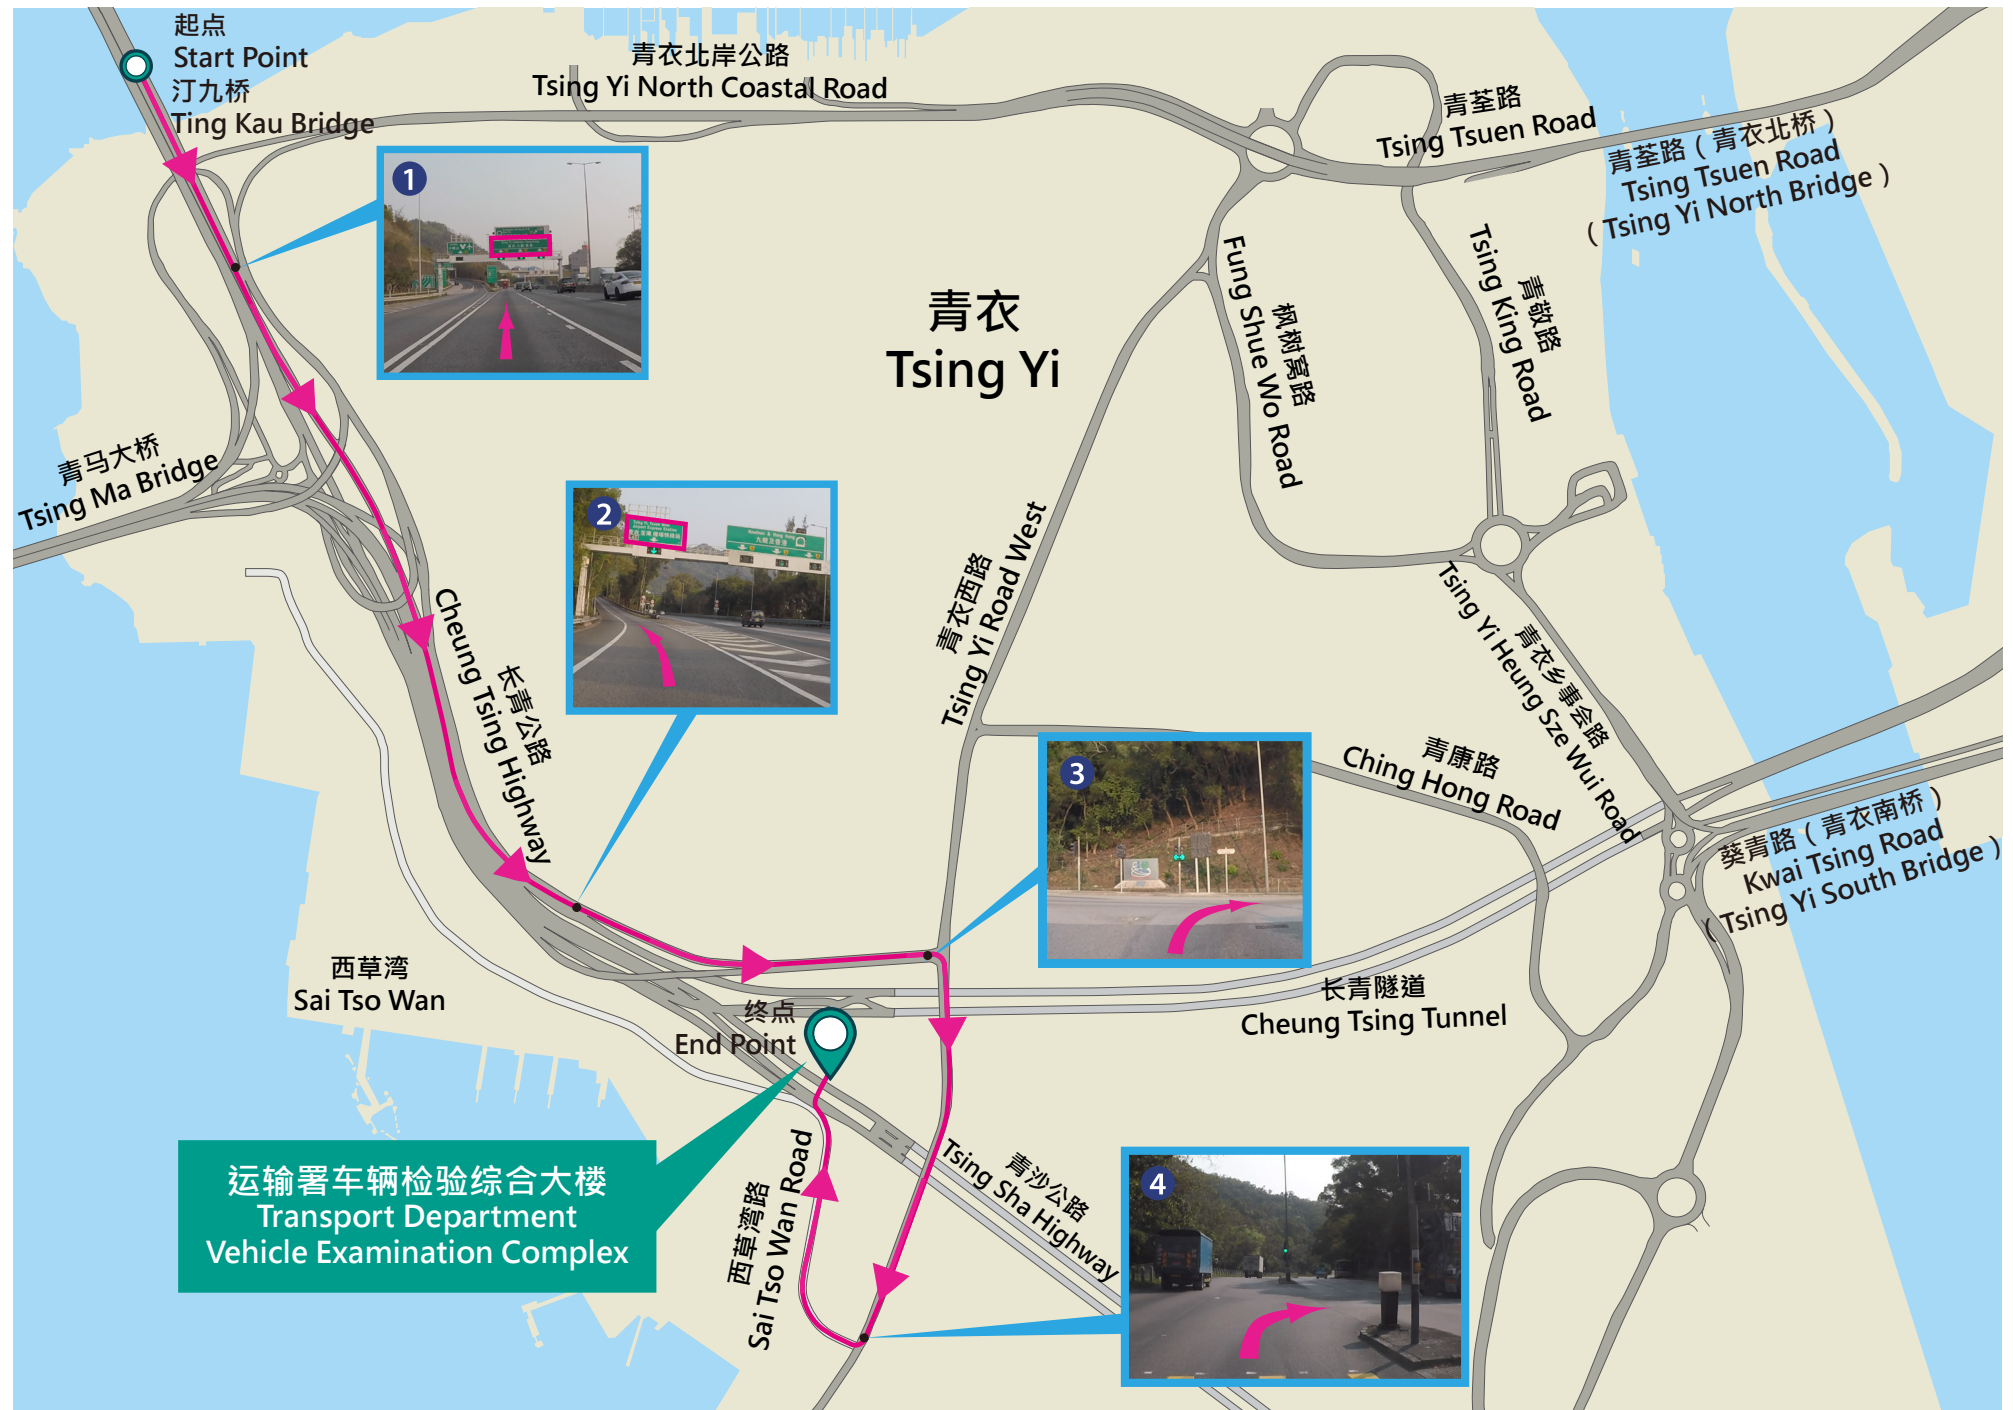 起点
Start Point
汀九桥
Ting Kau Bridge
青衣北岸公路
Tsing Yi North Coastal Road
青荃路
Tsing Tsuen Road
青荃路（青衣北桥）
Tsing Tsuen Road
（Tsing Yi North Bridge）
1
青衣
Tsing Yi
枫树窝路
Fung Shue Wo Road
青敬路
Tsing King Road
青马大桥
Tsing Ma Bridge
2
Kowloon & Hong Kong
九龍及香港
长青公路
Cheung Tsing Highway
青衣西路
Tsing Yi Road West
青衣乡事会路
Tsing Yi Heung Sze Wui Road
3
青康路
Ching Hong Road
葵青路（青衣南桥）
Kwai Tsing Road
（Tsing Yi South Bridge）
西草湾
Sai Tso Wan
长青隧道
Cheung Tsing Tunnel
终点
End Point
运输署车辆检验综合大楼
Transport Department
Vehicle Examination Complex
西草湾路
Sai Tso Wan Road
青沙公路
Tsing Sha Highway
4